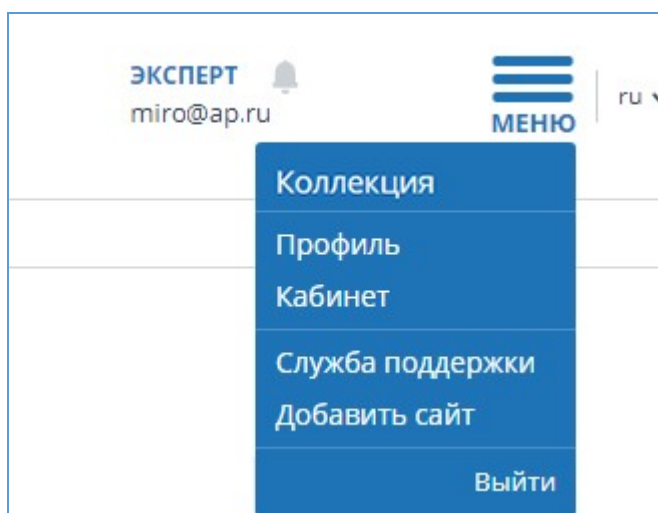 ЭКСПЕРТ
miro@ap.ru
МЕНЮ
ru
Коллекция
Профиль
Кабинет
Служба поддержки
Добавить сайт
Выйти